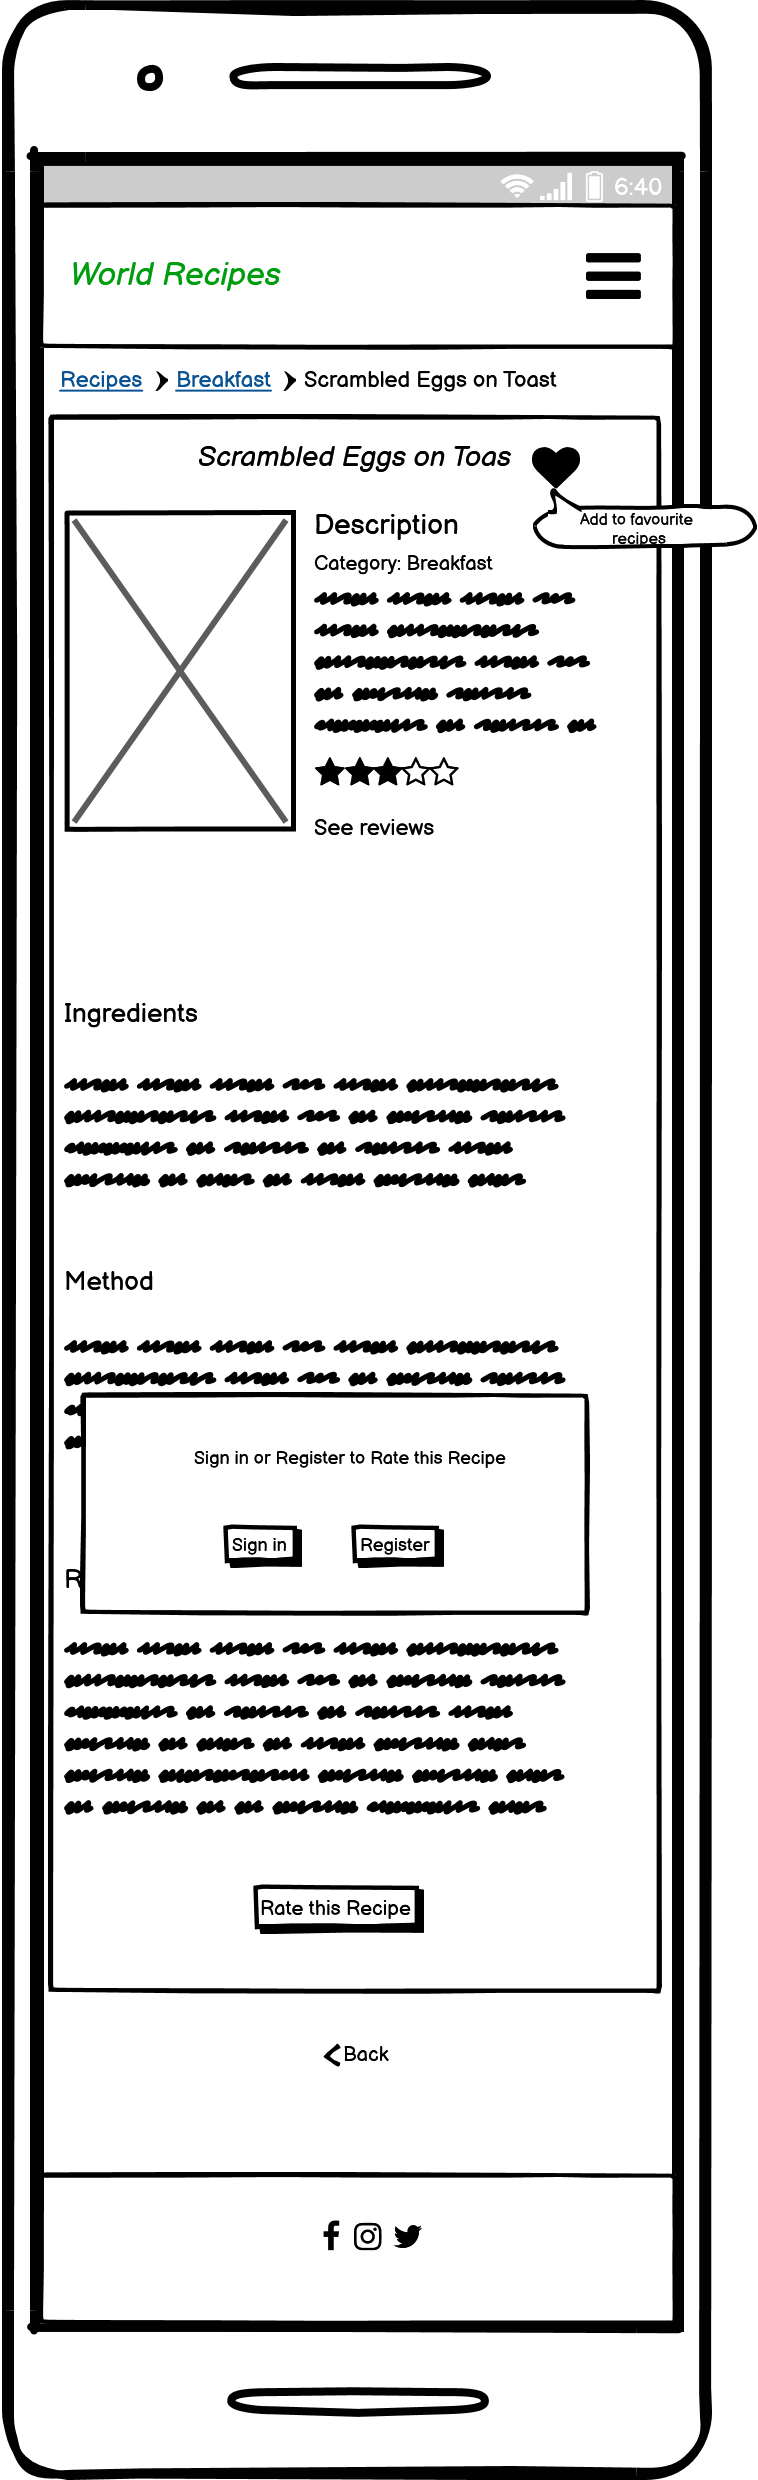 6:40
World Recipes
Recipes Breakfast Scrambled Eggs on Toast
Scrambled Eggs on Toas
Add to favourite
recipes
Description
Category: Breakfast
See reviews
Ingredients
Method
Sign in or Register to Rate this Recipe
Sign in Register
R
Rate this Recipe
Back